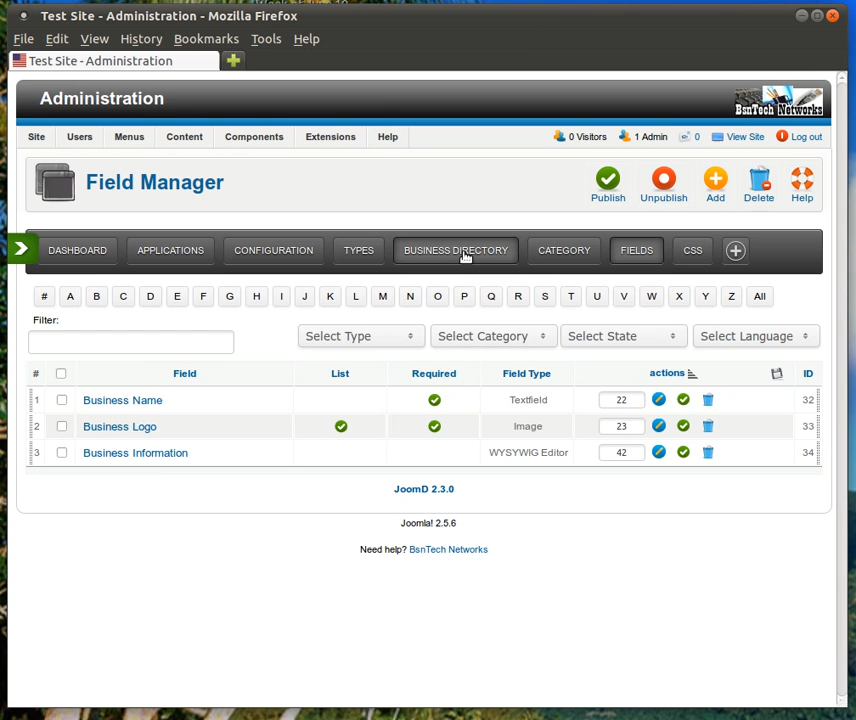 Test Site - Administration - Mozilla Firefox
File Edit View History Bookmarks Tools Help
Test Site - Administration
Administration
BsnTech Networks
Site Users Menus Content Components Extensions Help 0 Visitors 1 Admin 0 View Site Log out
Field Manager
Publish Unpublish Add Delete Help
DASHBOARD APPLICATIONS CONFIGURATION TYPES BUSINESS DIRECTORY CATEGORY FIELDS CSS
# A B C D E F G H I J K L M N O P Q R S T U V W X Y Z All
Filter:
Select Type Select Category Select State Select Language
# Field List Required Field Type actions ID
1 Business Name Textfield 22 32
2 Business Logo Image 23 33
3 Business Information WYSYWIG Editor 42 34
JoomD 2.3.0
Joomla! 2.5.6
Need help? BsnTech Networks